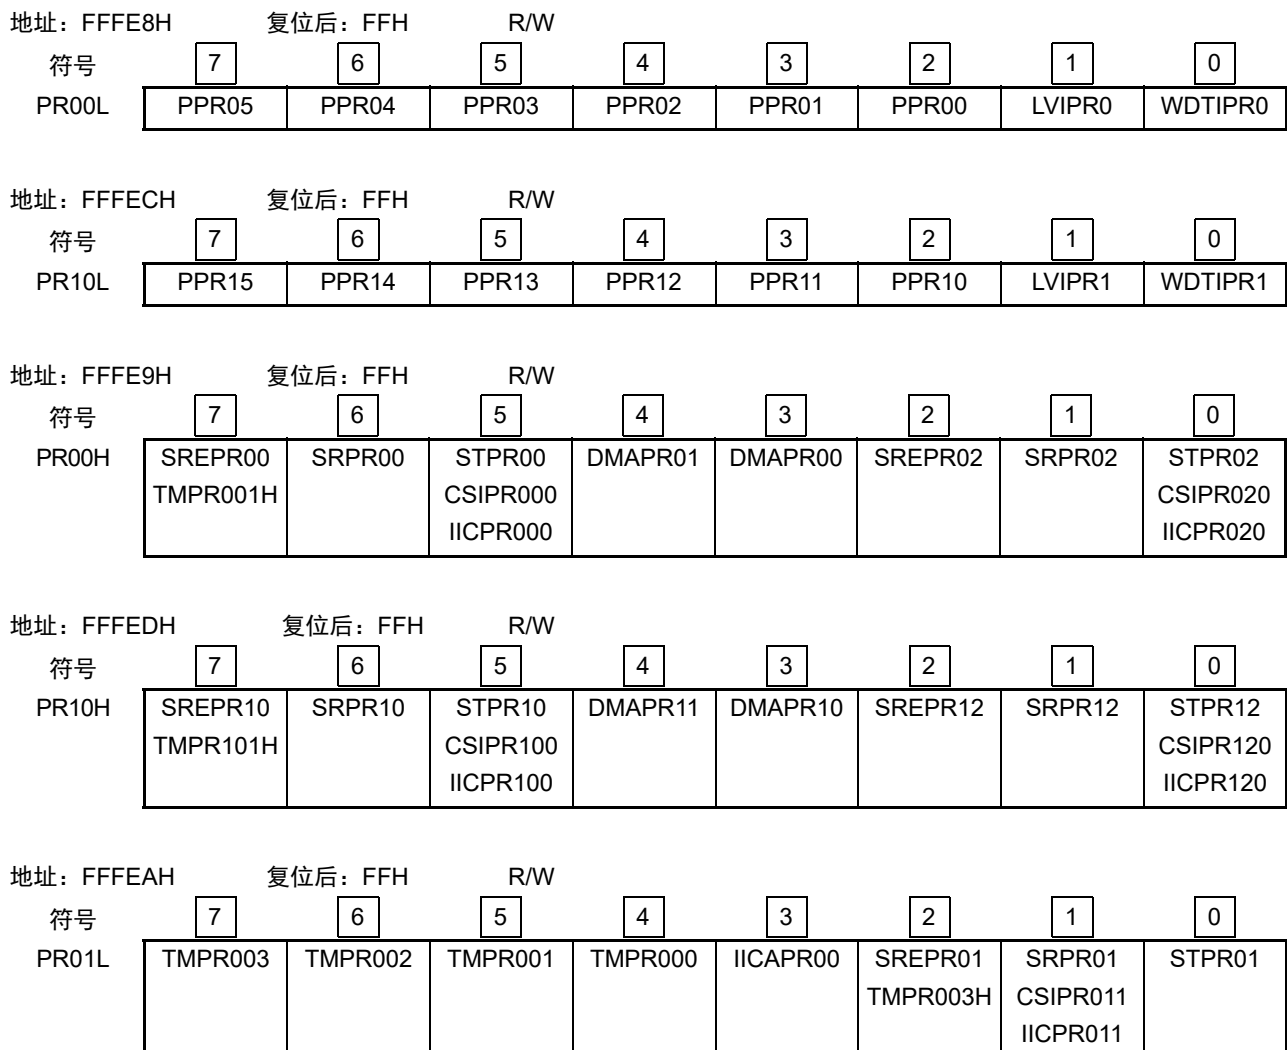 地址：FFFE8H 复位后：FFH R/W
符号 7 6 5 4 3 2 1 0
PR00L PPR05 PPR04 PPR03 PPR02 PPR01 PPR00 LVIPR0 WDTIPR0
地址：FFFECH 复位后：FFH R/W
符号 7 6 5 4 3 2 1 0
PR10L PPR15 PPR14 PPR13 PPR12 PPR11 PPR10 LVIPR1 WDTIPR1
地址：FFFE9H 复位后：FFH R/W
符号 7 6 5 4 3 2 1 0
PR00H SREPR00 SRPR00 STPR00 DMAPR01 DMAPR00 SREPR02 SRPR02 STPR02
TMPR001H CSIPR000 CSIPR020
IICPR000 IICPR020
地址：FFFEDH 复位后：FFH R/W
符号 7 6 5 4 3 2 1 0
PR10H SREPR10 SRPR10 STPR10 DMAPR11 DMAPR10 SREPR12 SRPR12 STPR12
TMPR101H CSIPR100 CSIPR120
IICPR100 IICPR120
地址：FFFEAH 复位后：FFH R/W
符号 7 6 5 4 3 2 1 0
PR01L TMPR003 TMPR002 TMPR001 TMPR000 IICAPR00 SREPR01 SRPR01 STPR01
TMPR003H CSIPR011
IICPR011